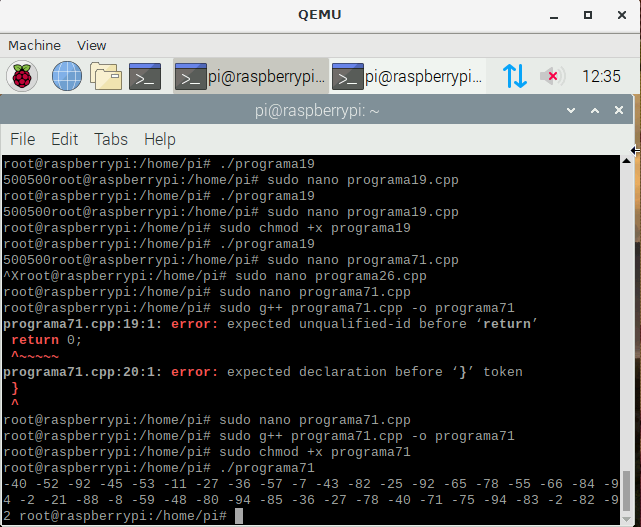 QEMU
Machine View
pi@raspberrypi... pi@raspberrypi... 12:35
pi@raspberrypi: ~
File Edit Tabs Help
root@raspberrypi:/home/pi# ./programa19
500500root@raspberrypi:/home/pi# sudo nano programa19.cpp
root@raspberrypi:/home/pi# ./programa19
500500root@raspberrypi:/home/pi# sudo nano programa19.cpp
root@raspberrypi:/home/pi# sudo chmod +x programa19
root@raspberrypi:/home/pi# ./programa19
500500root@raspberrypi:/home/pi# sudo nano programa71.cpp
^Xroot@raspberrypi:/home/pi# sudo nano programa26.cpp
root@raspberrypi:/home/pi# sudo nano programa71.cpp
root@raspberrypi:/home/pi# sudo g++ programa71.cpp -o programa71
programa71.cpp:19:1: error: expected unqualified-id before ‘return’
return 0;
^~~~~~
programa71.cpp:20:1: error: expected declaration before ‘}’ token
}
^
root@raspberrypi:/home/pi# sudo nano programa71.cpp
root@raspberrypi:/home/pi# sudo g++ programa71.cpp -o programa71
root@raspberrypi:/home/pi# sudo chmod +x programa71
root@raspberrypi:/home/pi# ./programa71
-40 -52 -92 -45 -53 -11 -27 -36 -57 -7 -43 -82 -25 -92 -65 -78 -55 -66 -84 -9
4 -2 -21 -88 -8 -59 -48 -80 -94 -85 -36 -27 -78 -40 -71 -75 -94 -83 -2 -82 -9
2 root@raspberrypi:/home/pi#